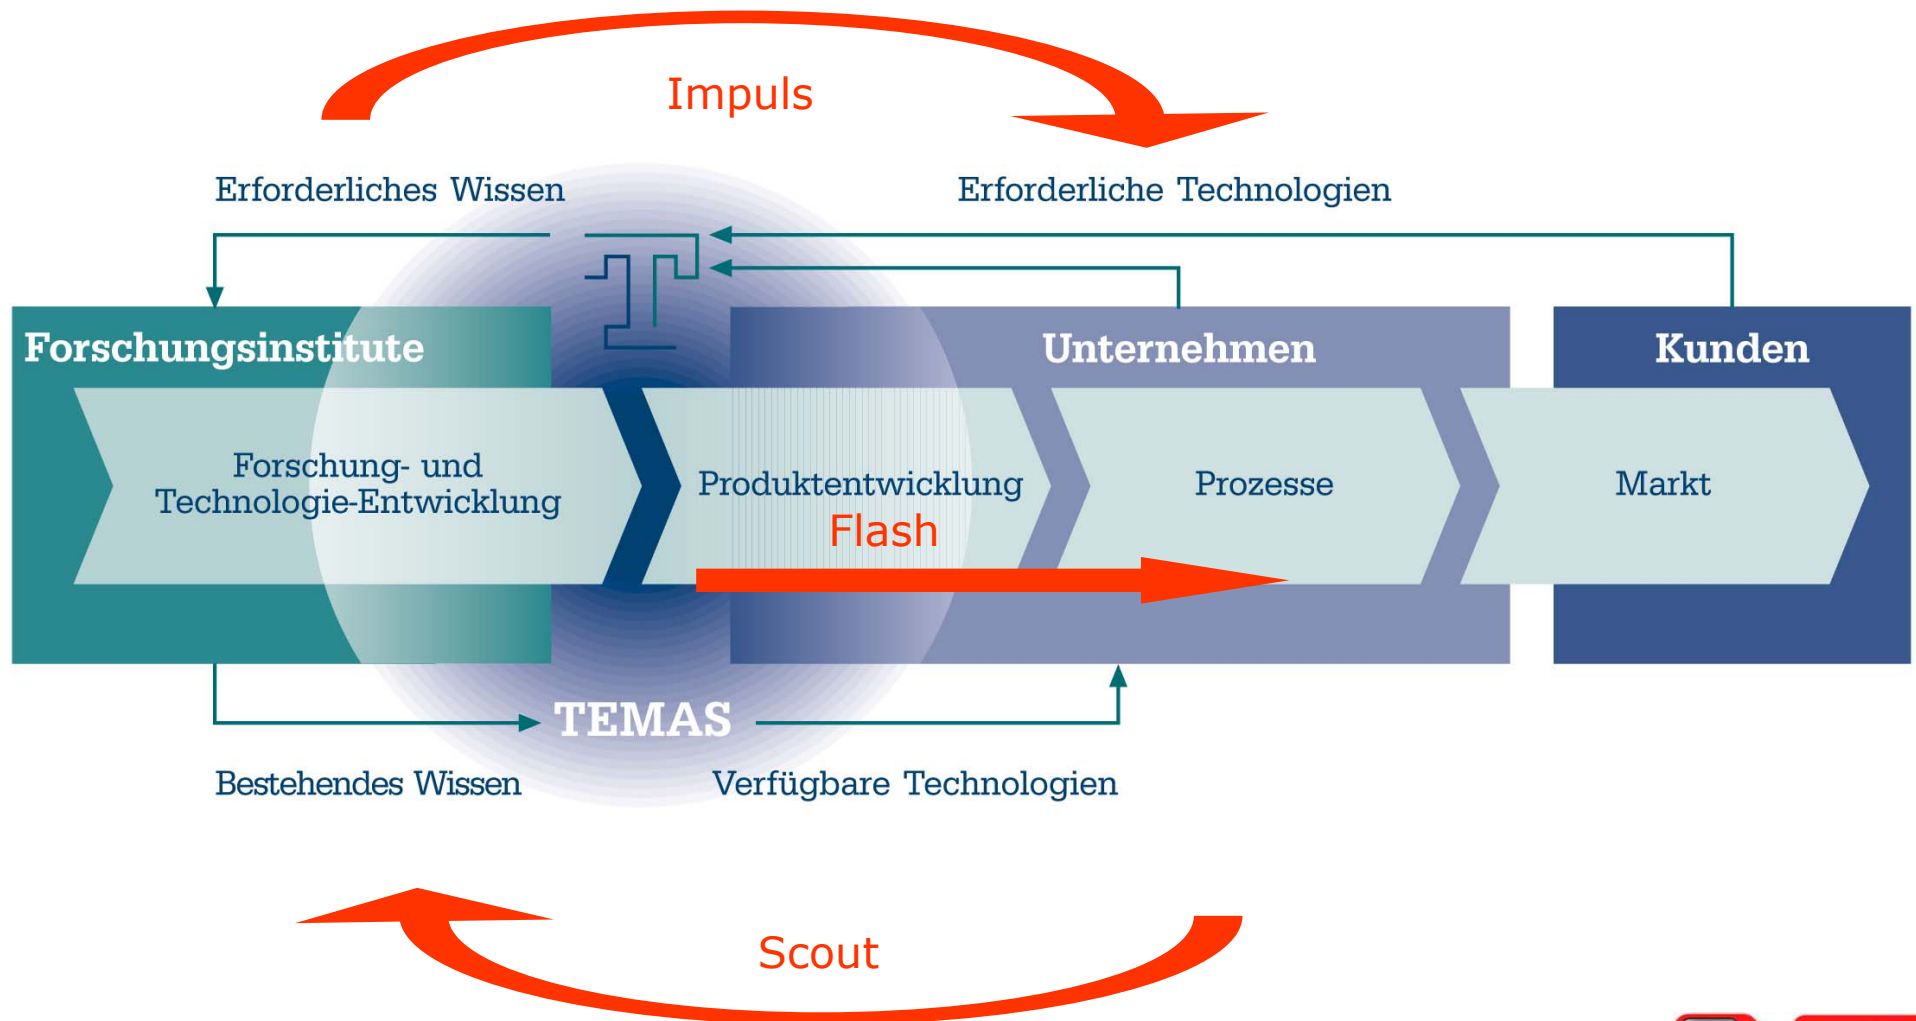 Impuls
Erforderliches Wissen
Erforderliche Technologien
Forschungsinstitute
Unternehmen
Kunden
Forschung- und
Technologie-Entwicklung
Produktentwicklung
Prozesse
Markt
Flash
TEMAS
Bestehendes Wissen
Verfügbare Technologien
Scout